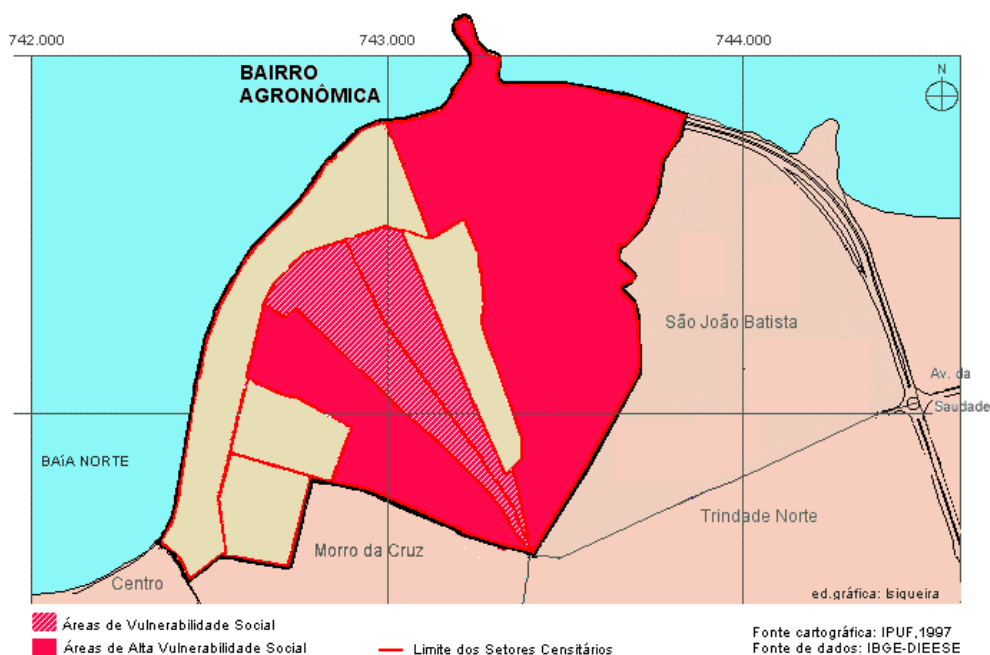 742.000 743.000 744.000
BAIRRO
AGRONÔMICA
N
São João Batista
Av. da
Saudade
BAíA NORTE
Trindade Norte
Morro da Cruz
Centro
ed.gráfica: Isiqueira
Áreas de Vulnerabilidade Social
Áreas de Alta Vulnerabilidade Social
Limite dos Setores Censitários
Fonte cartográfica: IPUF,1997
Fonte de dados: IBGE-DIEESE